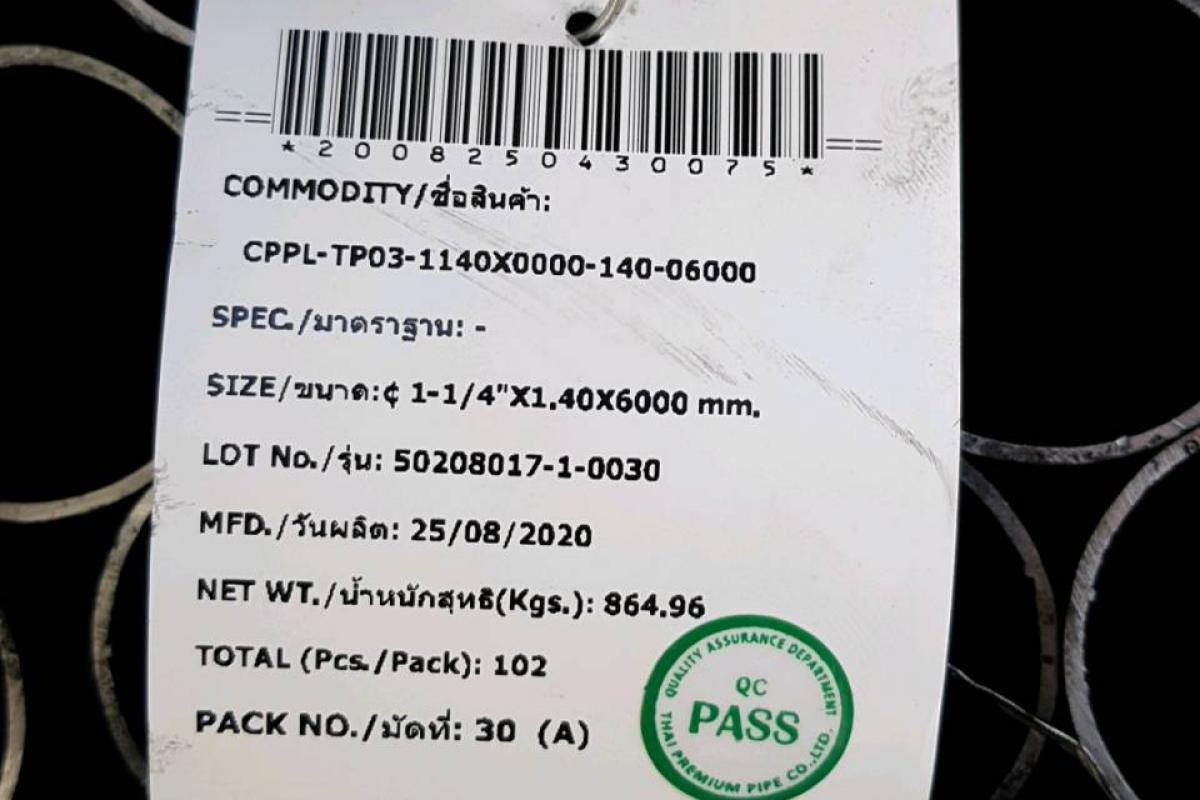 *2008250430075*
COMMODITY/ชื่อสินค้า:
CPPL-TP03-1140X0000-140-06000
SPEC./มาตราฐาน: -
SIZE/ขนาด:¢ 1-1/4"X1.40X6000 mm.
LOT No./รุ่น: 50208017-1-0030
MFD./วันผลิต: 25/08/2020
NET WT./น้ำหนักสุทธิ(Kgs.): 864.96
TOTAL (Pcs./Pack): 102
PACK NO./มัดที่: 30 (A)
QUALITY ASSURANCE DEPARTMENT
QC
PASS
THAI PREMIUM PIPE CO.,LTD.